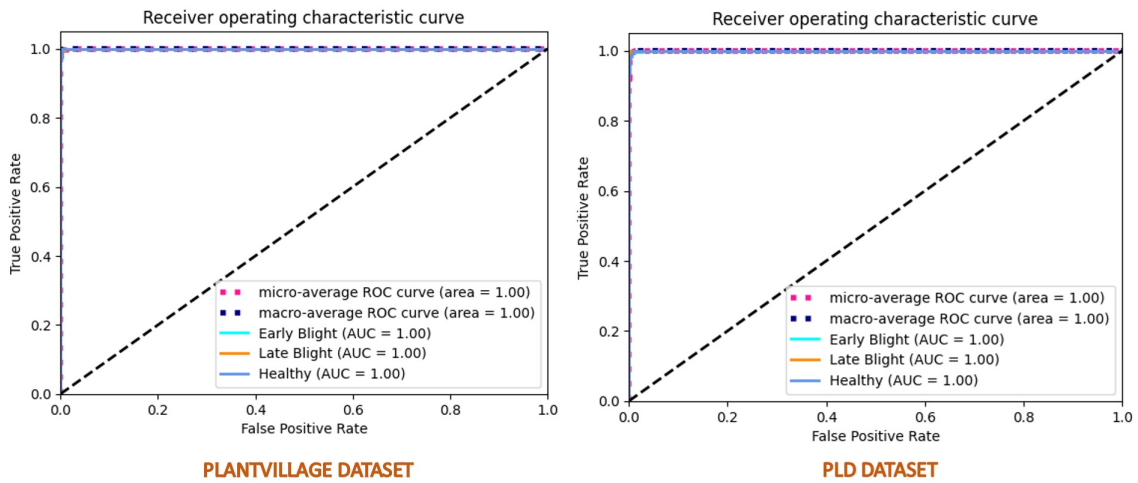 Receiver operating characteristic curve
True Positive Rate
1.0
0.8
0.6
0.4
0.2
0.0
micro-average ROC curve (area = 1.00)
macro-average ROC curve (area = 1.00)
Early Blight (AUC = 1.00)
Late Blight (AUC = 1.00)
Healthy (AUC = 1.00)
0.0 0.2 0.4 0.6 0.8 1.0
False Positive Rate
PLANTVILLAGE DATASET
Receiver operating characteristic curve
True Positive Rate
1.0
0.8
0.6
0.4
0.2
0.0
micro-average ROC curve (area = 1.00)
macro-average ROC curve (area = 1.00)
Early Blight (AUC = 1.00)
Late Blight (AUC = 1.00)
Healthy (AUC = 1.00)
0.0 0.2 0.4 0.6 0.8 1.0
False Positive Rate
PLD DATASET